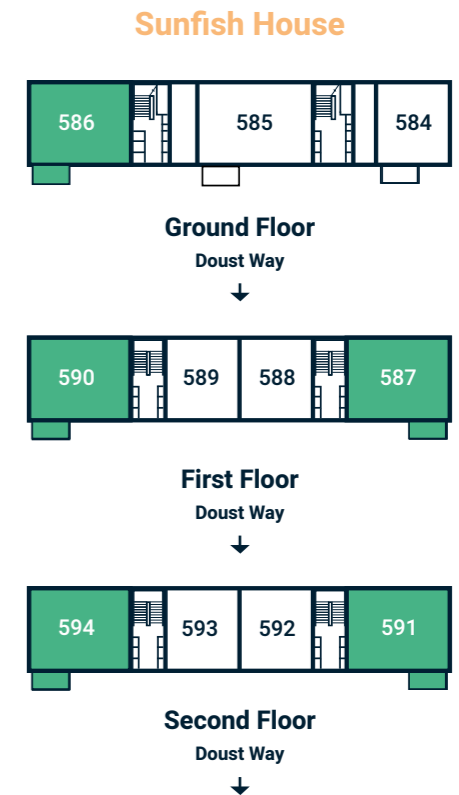 Sunfish House
586 585 584
Ground Floor
Doust Way
590 589 588 587
First Floor
Doust Way
594 593 592 591
Second Floor
Doust Way